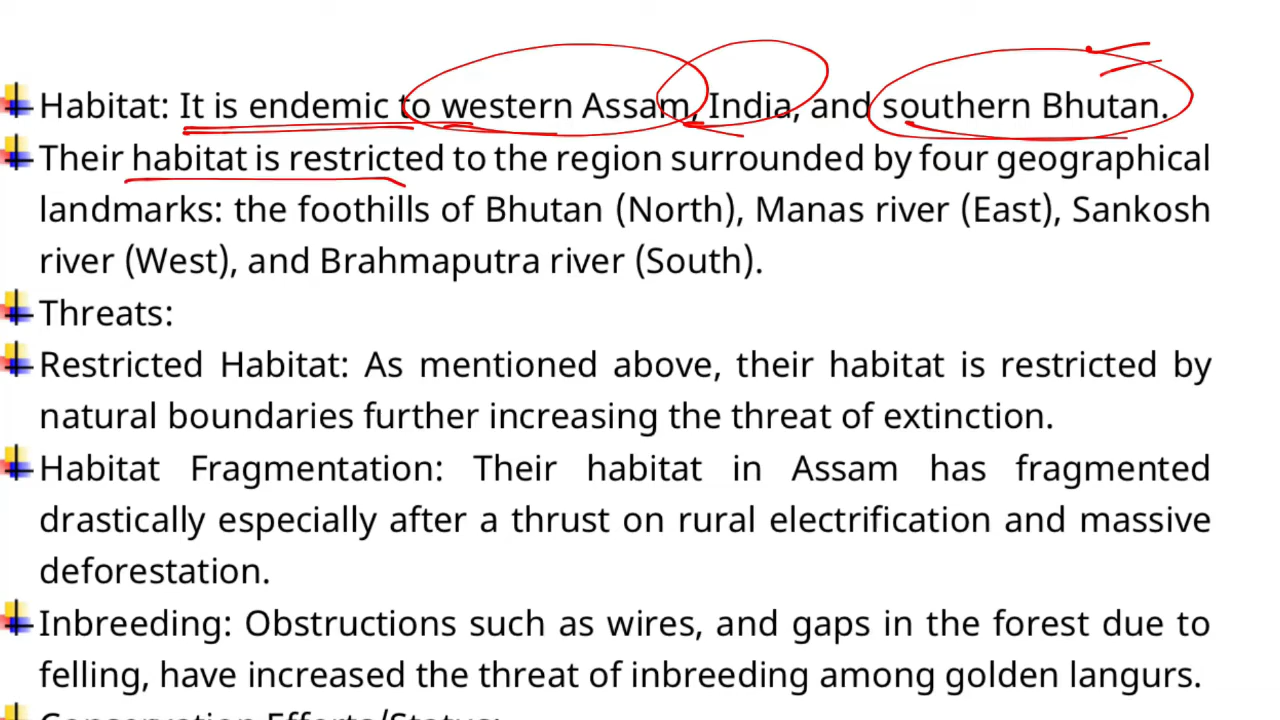 Habitat: It is endemic to western Assam, India, and southern Bhutan.
Their habitat is restricted to the region surrounded by four geographical
landmarks: the foothills of Bhutan (North), Manas river (East), Sankosh
river (West), and Brahmaputra river (South).
Threats:
Restricted Habitat: As mentioned above, their habitat is restricted by
natural boundaries further increasing the threat of extinction.
Habitat Fragmentation: Their habitat in Assam has fragmented
drastically especially after a thrust on rural electrification and massive
deforestation.
Inbreeding: Obstructions such as wires, and gaps in the forest due to
felling, have increased the threat of inbreeding among golden langurs.
Conservation Efforts/Status: